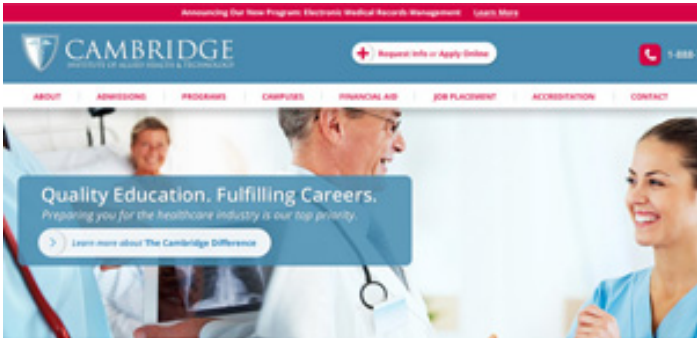 Announcing Our New Program: Electronic Medical Records Management Learn More
CAMBRIDGE
INSTITUTE OF ALLIED HEALTH & TECHNOLOGY
Request Info or Apply Online
1-888-
ABOUT ADMISSIONS PROGRAMS CAMPUSES FINANCIAL AID JOB PLACEMENT ACCREDITATION CONTACT
Quality Education. Fulfilling Careers.
Preparing you for the healthcare industry is our top priority.
Learn more about The Cambridge Difference